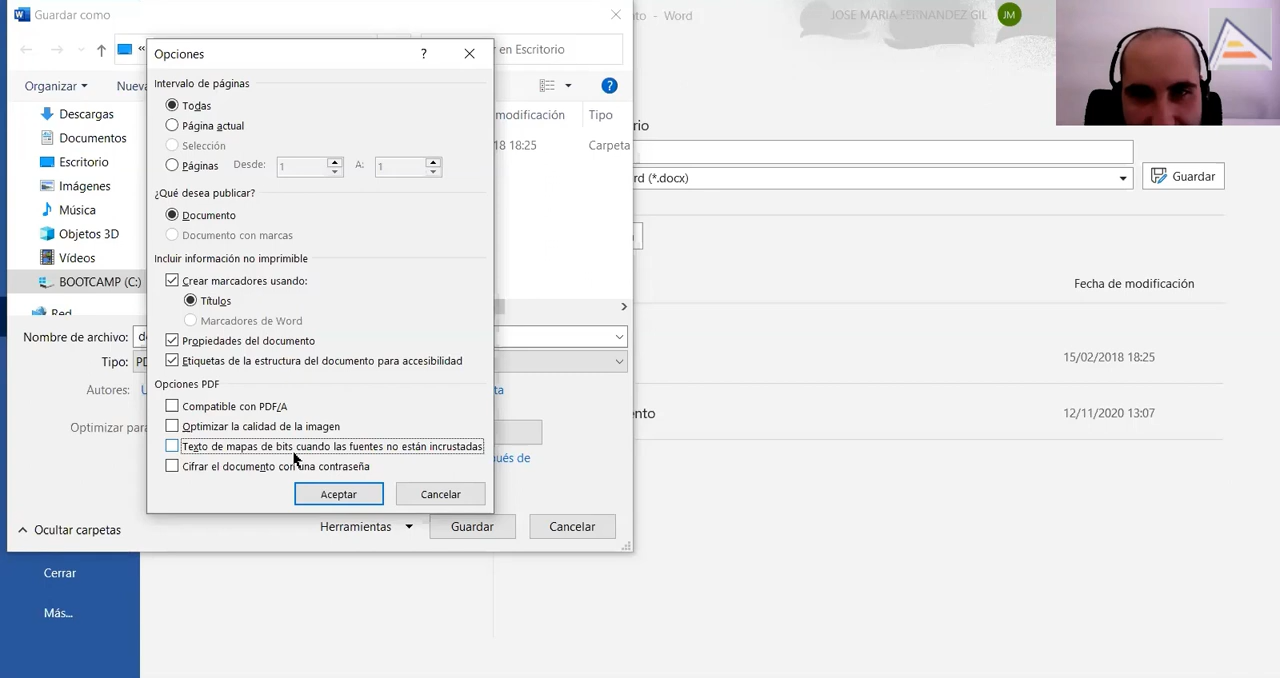 Guardar como
to - Word
JOSE MARIA FERNANDEZ GIL
JM
«
r en Escritorio
Opciones
?
Organizar
Nueva
?
Intervalo de páginas
Todas
Página actual
Selección
Páginas
Desde:
1
A:
1
¿Qué desea publicar?
Documento
Documento con marcas
Incluir información no imprimible
Crear marcadores usando:
Títulos
Marcadores de Word
Propiedades del documento
Etiquetas de la estructura del documento para accesibilidad
Opciones PDF
Compatible con PDF/A
Optimizar la calidad de la imagen
Texto de mapas de bits cuando las fuentes no están incrustadas
Cifrar el documento con una contraseña
Aceptar
Cancelar
Descargas
Documentos
Escritorio
Imágenes
Música
Objetos 3D
Vídeos
BOOTCAMP (C:)
Red
modificación
Tipo
18 18:25
Carpeta
Nombre de archivo:
Tipo:
PD
Autores:
Optimizar para
ués de
Ocultar carpetas
Herramientas
Guardar
Cancelar
rio
rd (*.docx)
Guardar
Fecha de modificación
15/02/2018 18:25
ento
12/11/2020 13:07
Cerrar
Más...